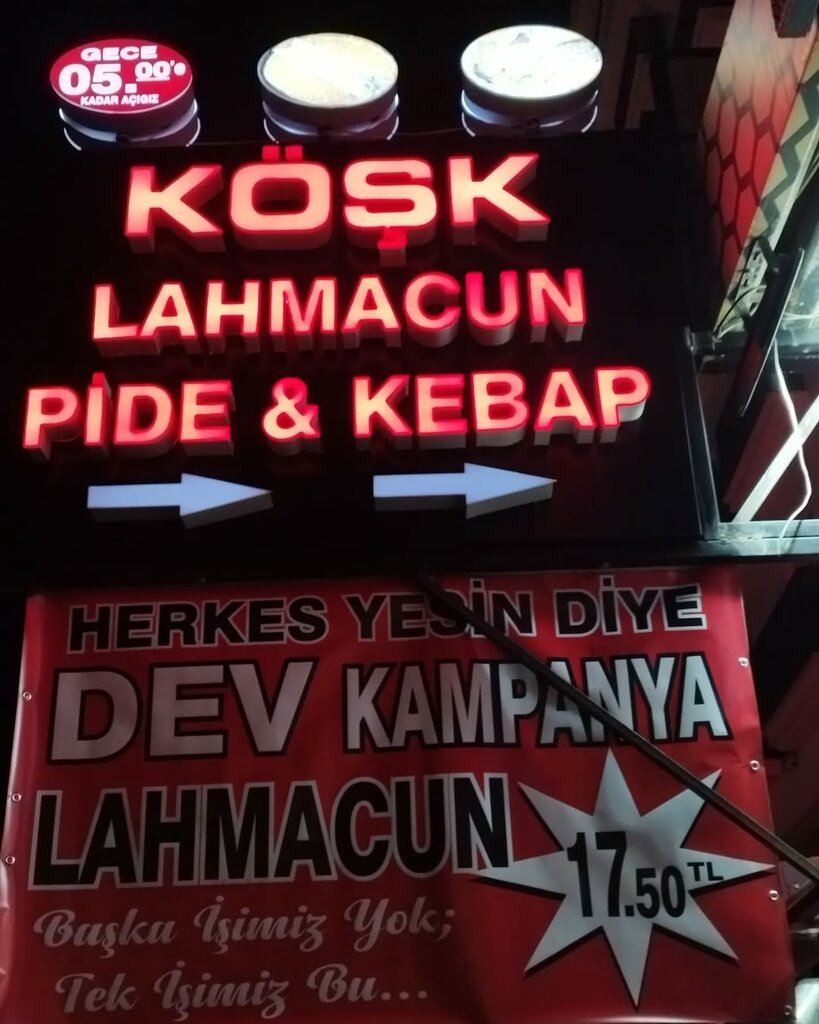 GECE
05.00'e
KADAR AÇIĞIZ
KÖŞK
LAHMACUN
PİDE & KEBAP
HERKES YESİN DİYE
DEV KAMPANYA
LAHMACUN
17.50 TL
Başka İşimiz Yok;
Tek İşimiz Bu...